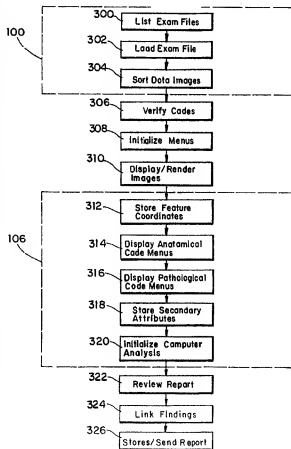 300 List Exam Files
100
302 Load Exam File
304 Sort Data Images
306 Verify Codes
308 Initialize Menus
310 Display/Render
Images
312 Store Feature
Coordinates
314 Display Anatomical
Code Menus
106
316 Display Pathological
Code Menus
318 Store Secondary
Attributes
320 Initialize Computer
Analysis
322 Review Report
324 Link Findings
326 Stores/Send Report